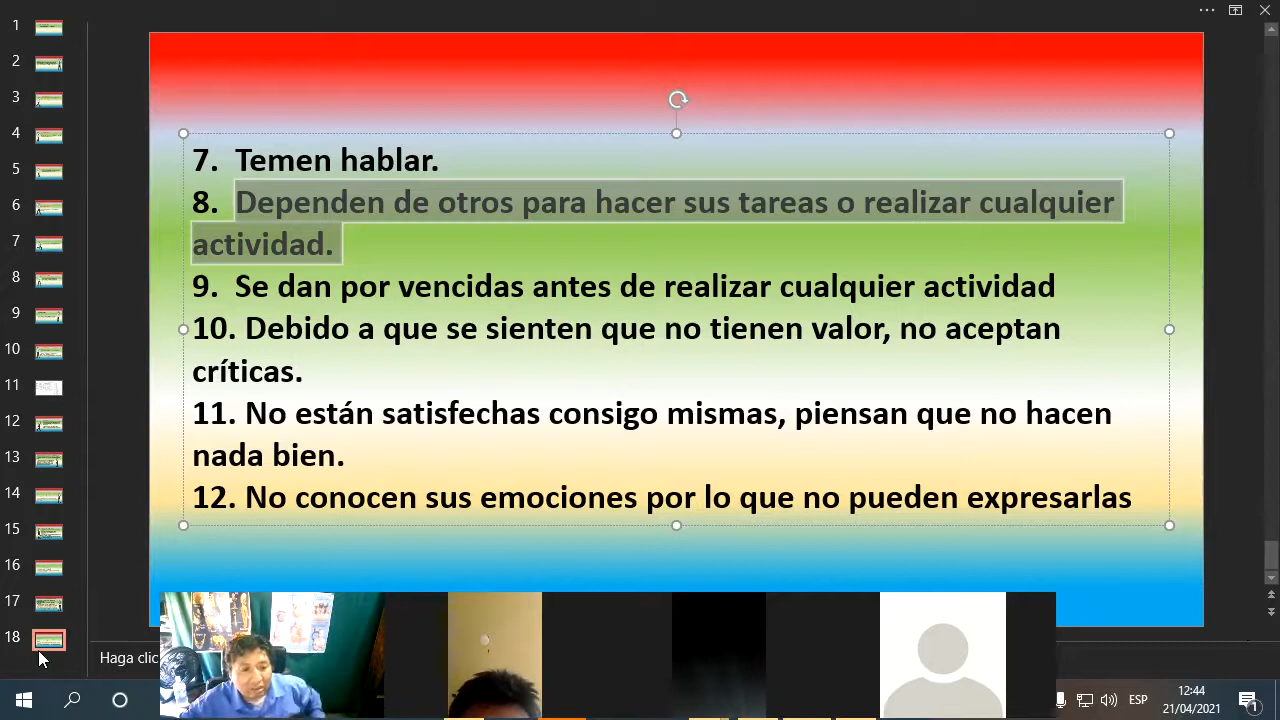 1
2
3
4
5
6
7
8
9
10
11
12
13
14
15
16
17
18
7. Temen hablar.
8. Dependen de otros para hacer sus tareas o realizar cualquier
actividad.
9. Se dan por vencidas antes de realizar cualquier actividad
10. Debido a que se sienten que no tienen valor, no aceptan
críticas.
11. No están satisfechas consigo mismas, piensan que no hacen
nada bien.
12. No conocen sus emociones por lo que no pueden expresarlas
Haga clic
ESP
12:44
21/04/2021
1